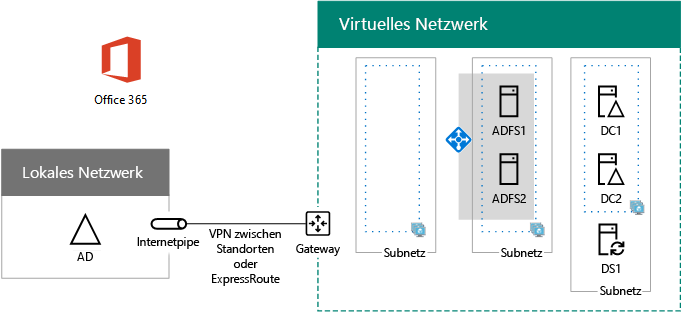 Virtuelles Netzwerk
Office 365
Lokales Netzwerk
AD
Internetpipe
VPN zwischen
Standorten
oder
ExpressRoute
Gateway
Subnetz
ADFS1
ADFS2
Subnetz
DC1
DC2
DS1
Subnetz